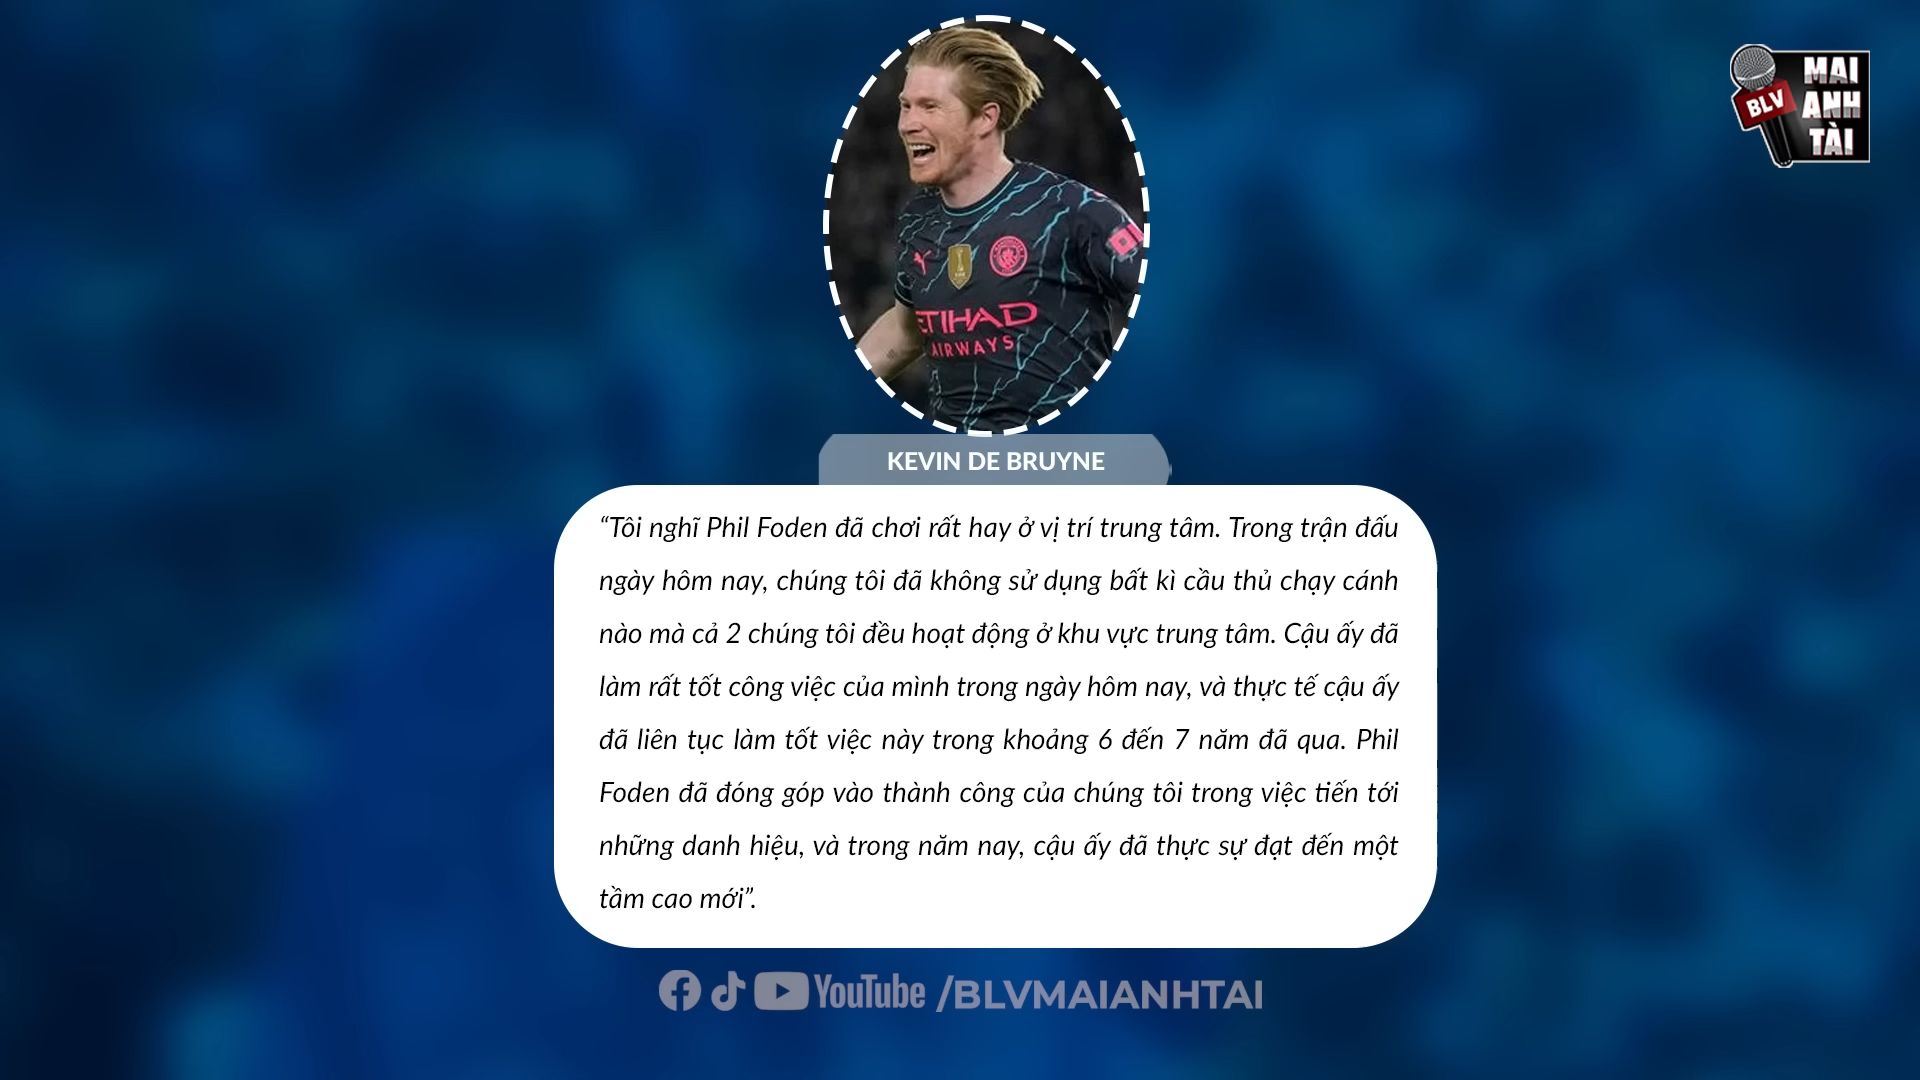 MAI
ANH
TÀI
BLV
ETIHAD
AIRWAYS
KEVIN DE BRUYNE
“Tôi nghĩ Phil Foden đã chơi rất hay ở vị trí trung tâm. Trong trận đấu
ngày hôm nay, chúng tôi đã không sử dụng bất kì cầu thủ chạy cánh
nào mà cả 2 chúng tôi đều hoạt động ở khu vực trung tâm. Cậu ấy đã
làm rất tốt công việc của mình trong ngày hôm nay, và thực tế cậu ấy
đã liên tục làm tốt việc này trong khoảng 6 đến 7 năm đã qua. Phil
Foden đã đóng góp vào thành công của chúng tôi trong việc tiến tới
những danh hiệu, và trong năm nay, cậu ấy đã thực sự đạt đến một
tầm cao mới”.
YouTube /BLVMAIANHTAI